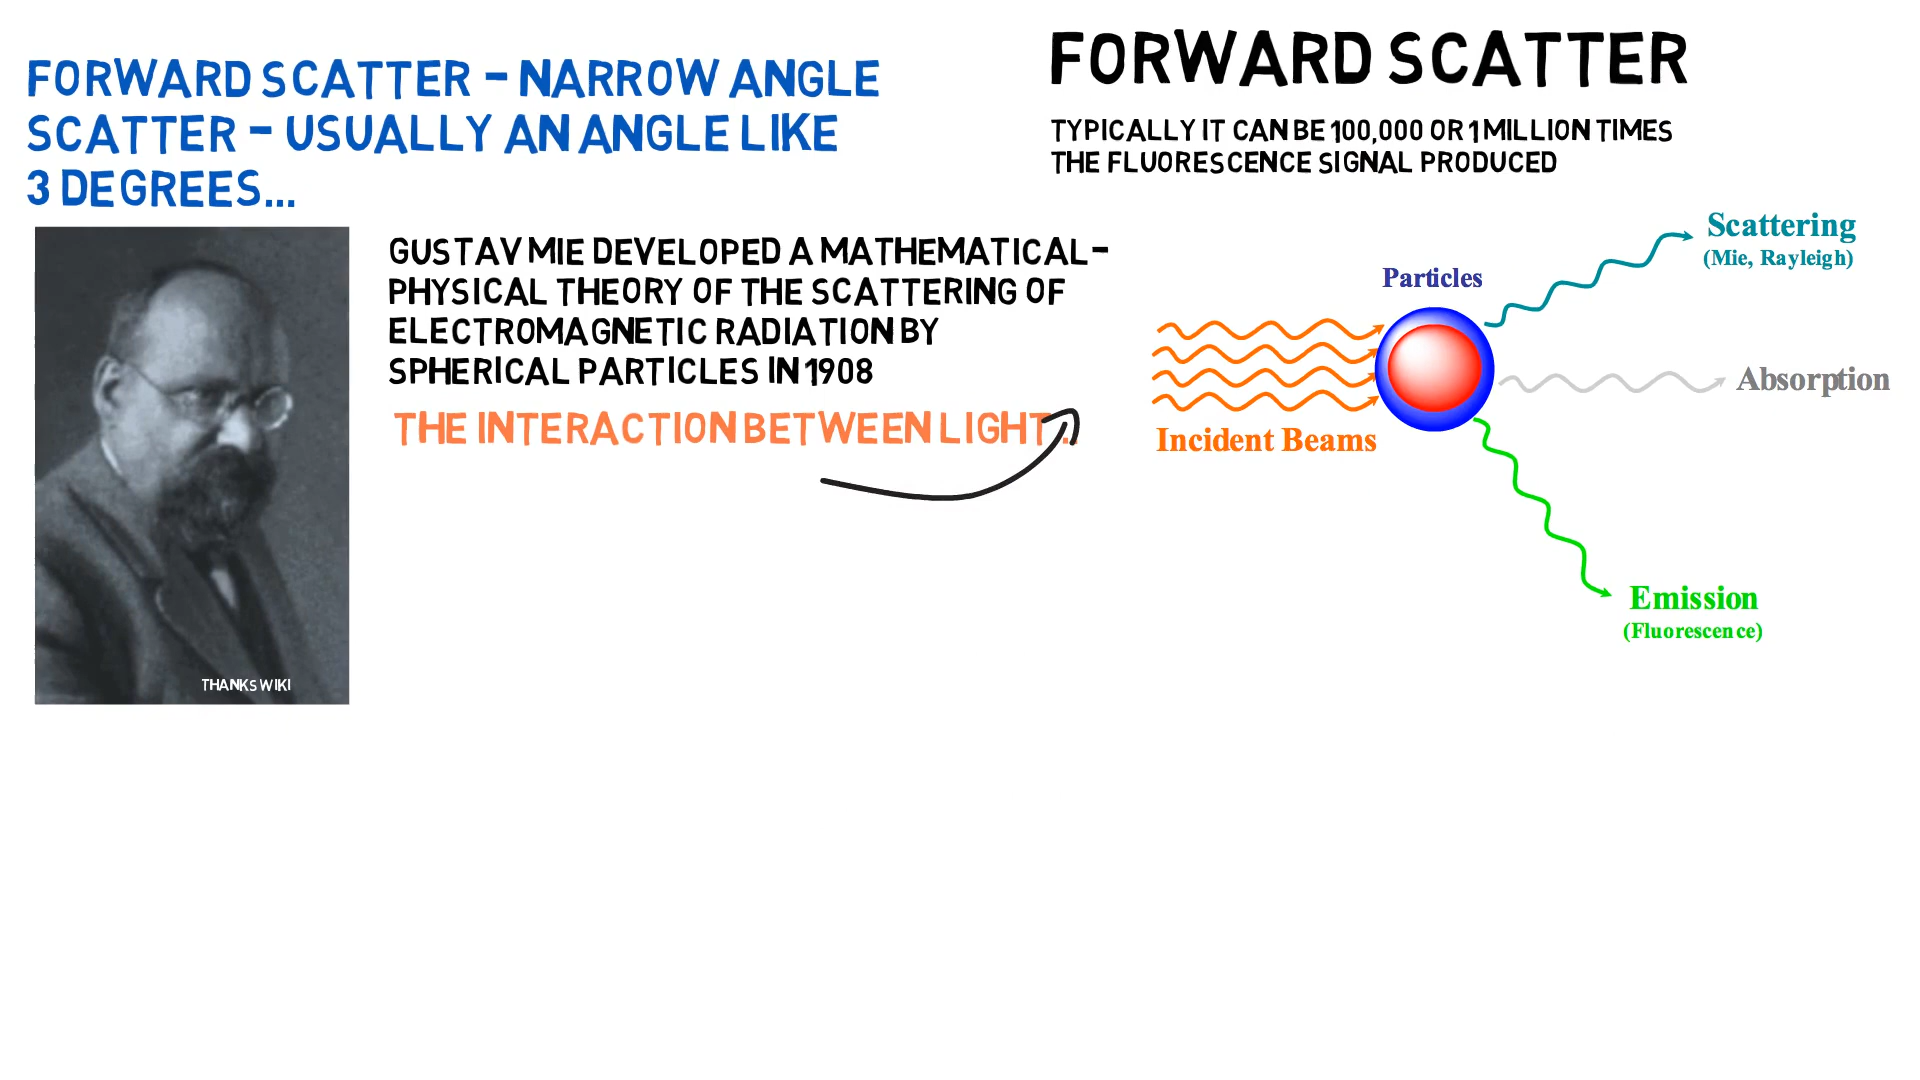 FORWARD SCATTER – NARROW ANGLE
SCATTER – USUALLY AN ANGLE LIKE
3 DEGREES...
GUSTAV MIE DEVELOPED A MATHEMATICAL-
PHYSICAL THEORY OF THE SCATTERING OF
ELECTROMAGNETIC RADIATION BY
SPHERICAL PARTICLES IN 1908
THE INTERACTION BETWEEN LIGHT...
THANKS WIKI
FORWARD SCATTER
TYPICALLY IT CAN BE 100,000 OR 1 MILLION TIMES
THE FLUORESCENCE SIGNAL PRODUCED
Scattering
(Mie, Rayleigh)
Particles
Absorption
Incident Beams
Emission
(Fluorescence)